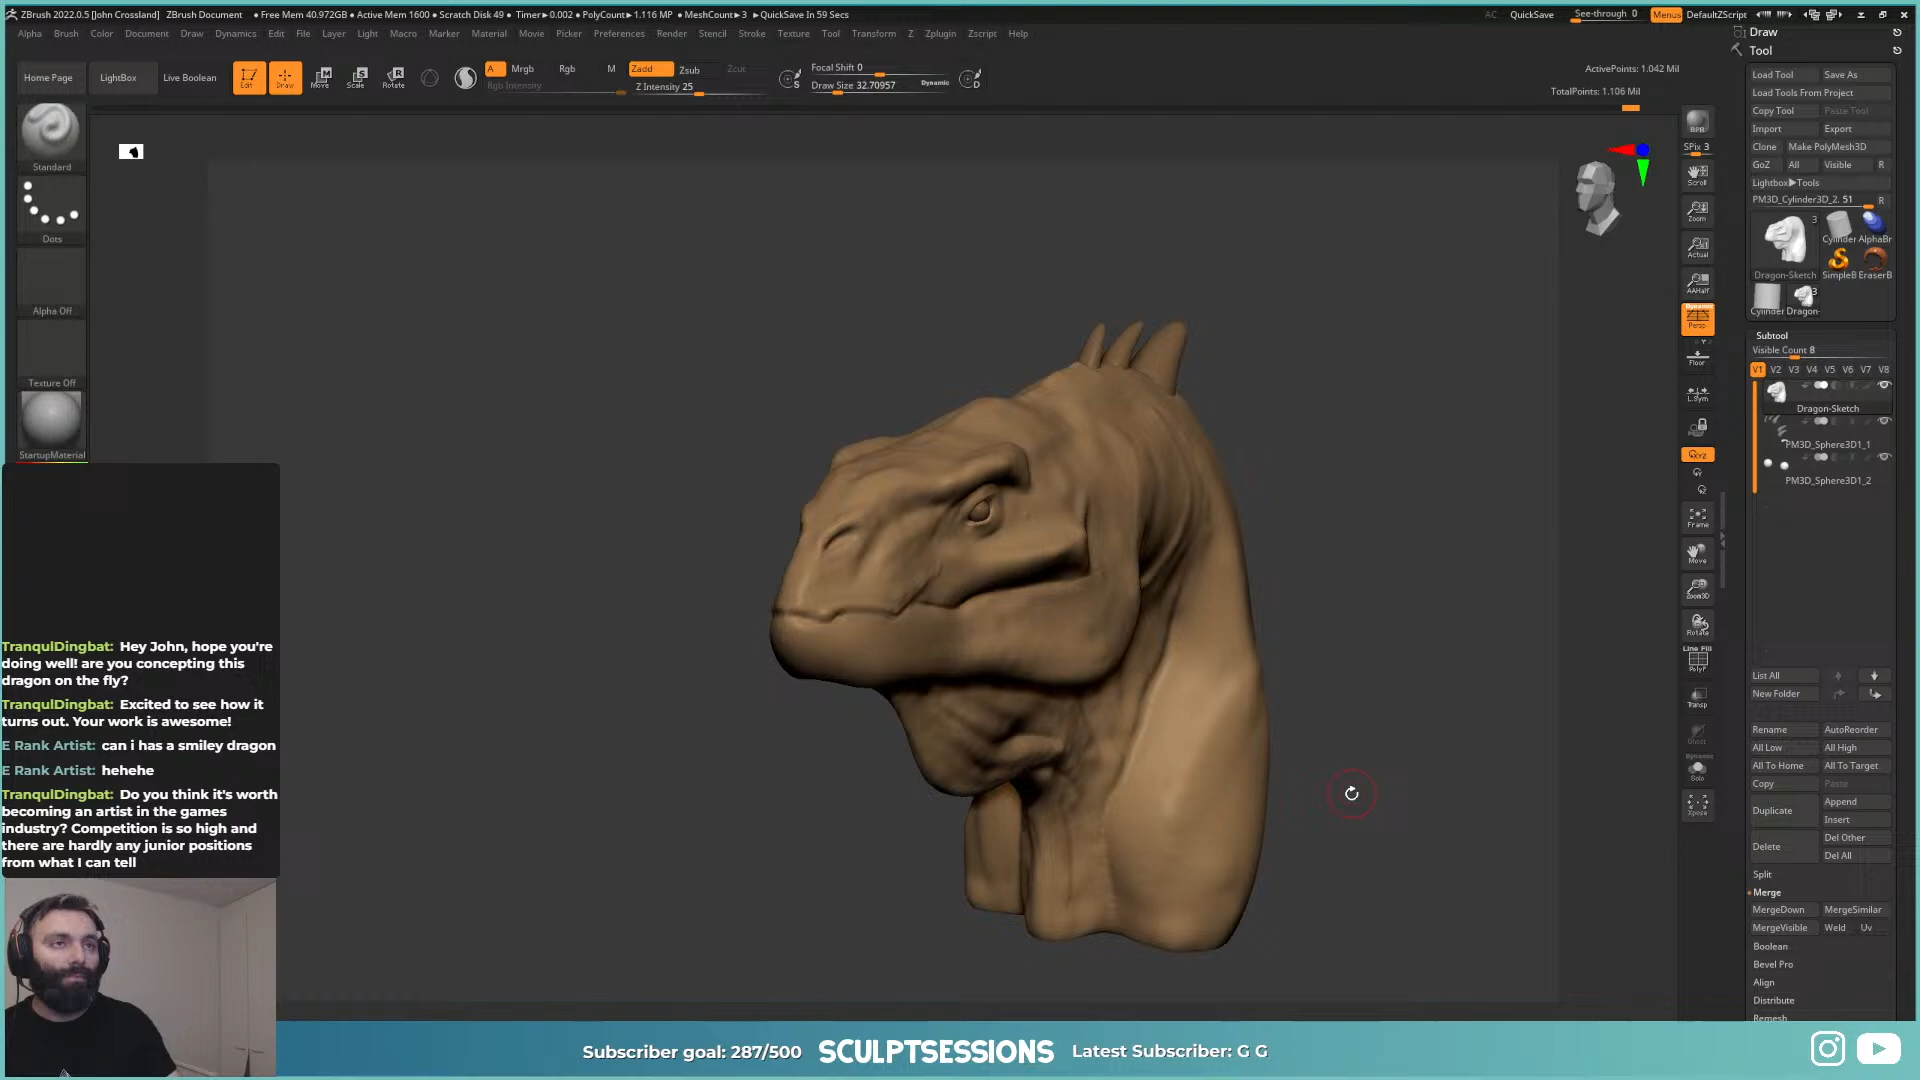 ZBrush 2022.0.5 [John Crossland] ZBrush Document • Free Mem 40.972GB • Active Mem 1600 • Scratch Disk 49 • Timer▶0.002 • PolyCount▶1.116 MP • MeshCount▶3 ▶QuickSave In 59 Secs AC QuickSave See-through 0 Menus DefaultZScript
Alpha Brush Color Document Draw Dynamics Edit File Layer Light Macro Marker Material Movie Picker Preferences Render Stencil Stroke Texture Tool Transform Z Zplugin Zscript Help
Home Page LightBox Live Boolean Edit Draw Move Scale Rotate
A Mrgb Rgb M Zadd Zsub Zcut
Rgb Intensity Z Intensity 25
Focal Shift 0
Draw Size 32.70957 Dynamic
S
D
ActivePoints: 1.042 Mil
TotalPoints: 1.106 Mil
Standard
Dots
Alpha Off
Texture Off
StartupMaterial
TranqulDingbat: Hey John, hope you're
doing well! are you concepting this
dragon on the fly?
TranqulDingbat: Excited to see how it
turns out. Your work is awesome!
E Rank Artist: can i has a smiley dragon
E Rank Artist: hehehe
TranqulDingbat: Do you think it's worth
becoming an artist in the games
industry? Competition is so high and
there are hardly any junior positions
from what I can tell
BPR
SPix 3
Scroll
Zoom
Actual
AAHalf
Dynamic
Persp
Floor
L.Sym
XYZ
Frame
Move
Zoom3D
Rotate
Line Fill
PolyF
Transp
Ghost
Dynamic
Solo
Xpose
Draw
Tool
Load Tool Save As
Load Tools From Project
Copy Tool Paste Tool
Import Export
Clone Make PolyMesh3D
GoZ All Visible R
Lightbox▶Tools
PM3D_Cylinder3D_2. 51 R
3
Cylinder AlphaBr
Dragon-Sketch SimpleB EraserB
3
Cylinder Dragon-
Subtool
Visible Count 8
V1 V2 V3 V4 V5 V6 V7 V8
Dragon-Sketch
PM3D_Sphere3D1_1
PM3D_Sphere3D1_2
List All
New Folder
Rename AutoReorder
All Low All High
All To Home All To Target
Copy Paste
Duplicate Append
Insert
Delete Del Other
Del All
Split
Merge
MergeDown MergeSimilar
MergeVisible Weld Uv
Boolean
Bevel Pro
Align
Distribute
Remesh
Subscriber goal: 287/500 SCULPTSESSIONS Latest Subscriber: G G